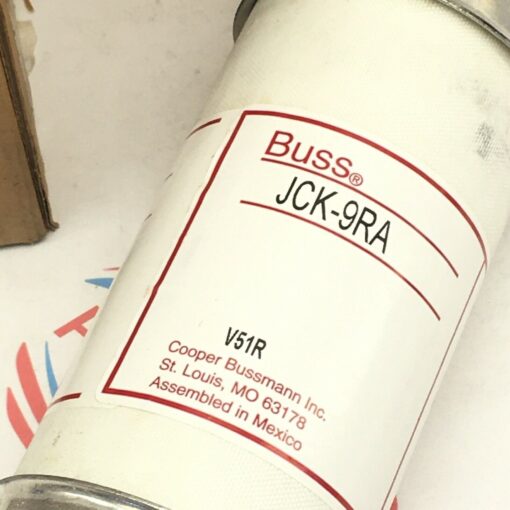 Buss®
JCK-9RA
V51R
Cooper Bussmann Inc.
St. Louis, MO 63178
Assembled in Mexico